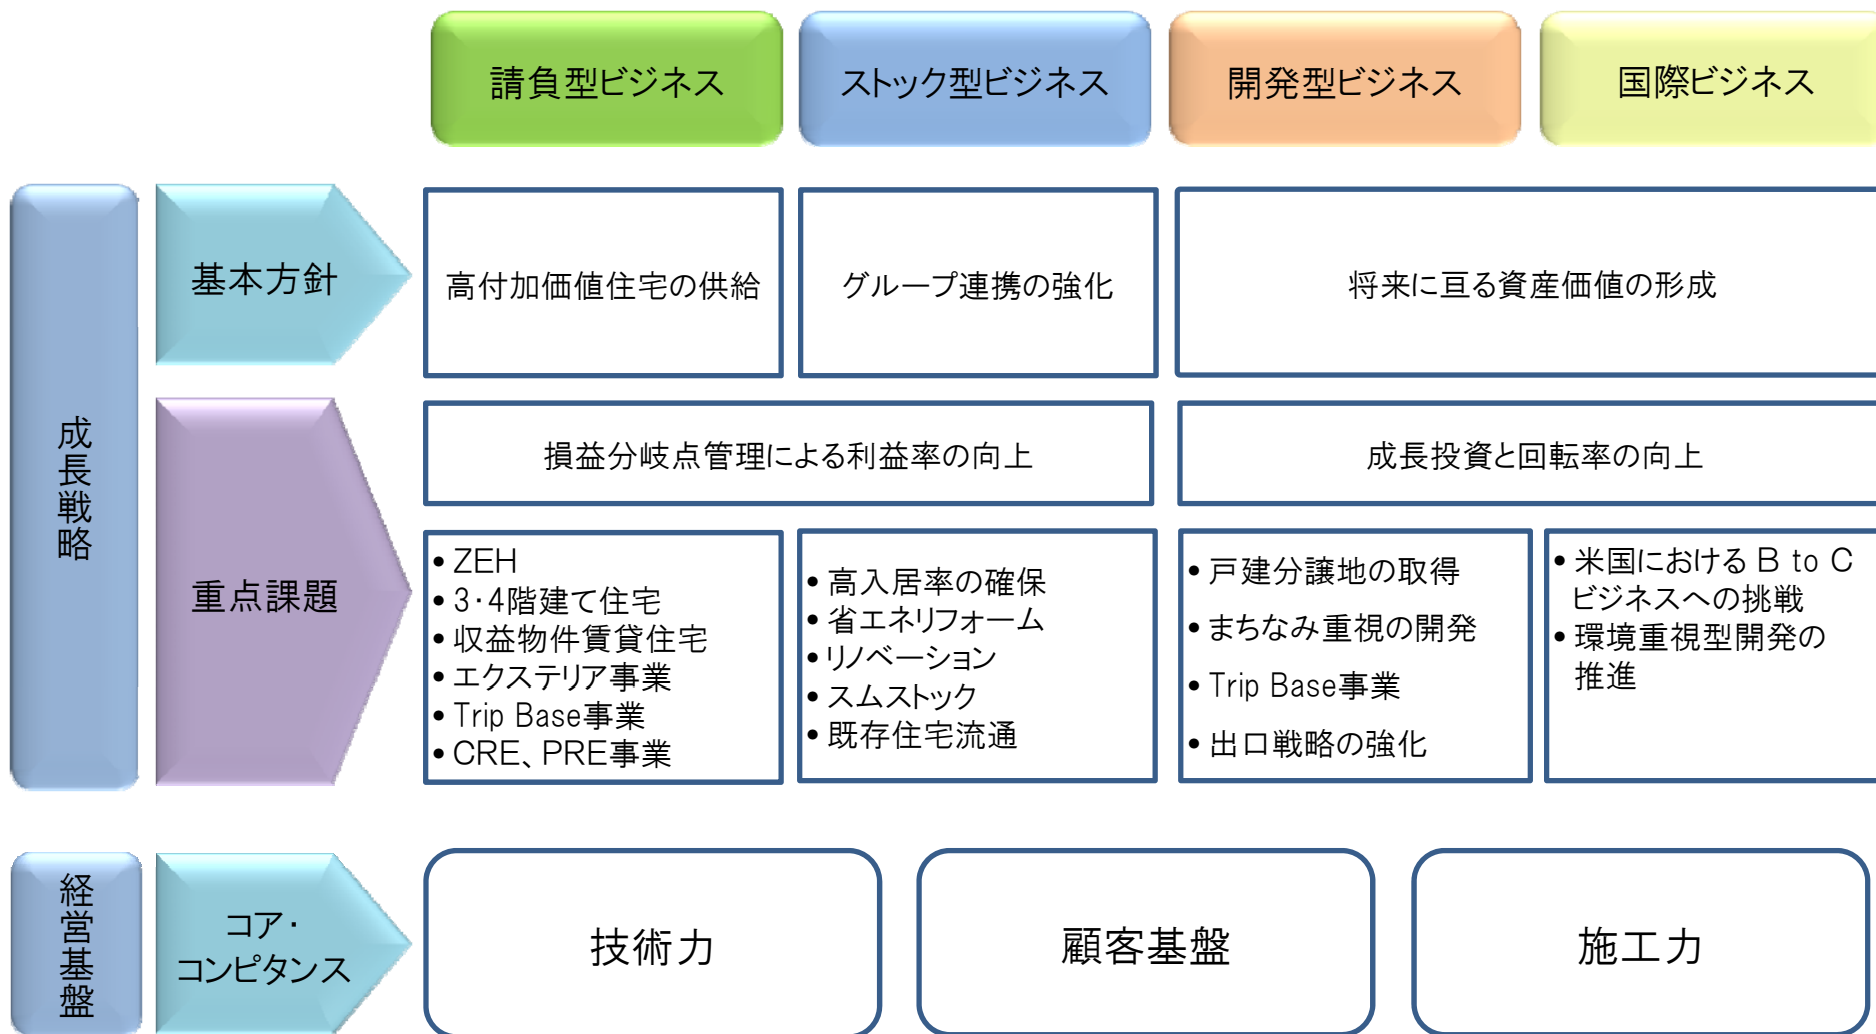 請負型ビジネス
ストック型ビジネス
開発型ビジネス
国際ビジネス
成長戦略
基本方針
高付加価値住宅の供給
グループ連携の強化
将来に亘る資産価値の形成
重点課題
損益分岐点管理による利益率の向上
成長投資と回転率の向上
• ZEH
• 3・4階建て住宅
• 収益物件賃貸住宅
• エクステリア事業
• Trip Base事業
• CRE、PRE事業
• 高入居率の確保
• 省エネリフォーム
• リノベーション
• スムストック
• 既存住宅流通
• 戸建分譲地の取得
• まちなみ重視の開発
• Trip Base事業
• 出口戦略の強化
• 米国における B to C
ビジネスへの挑戦
• 環境重視型開発の
推進
経営基盤
コア・
コンピタンス
技術力
顧客基盤
施工力